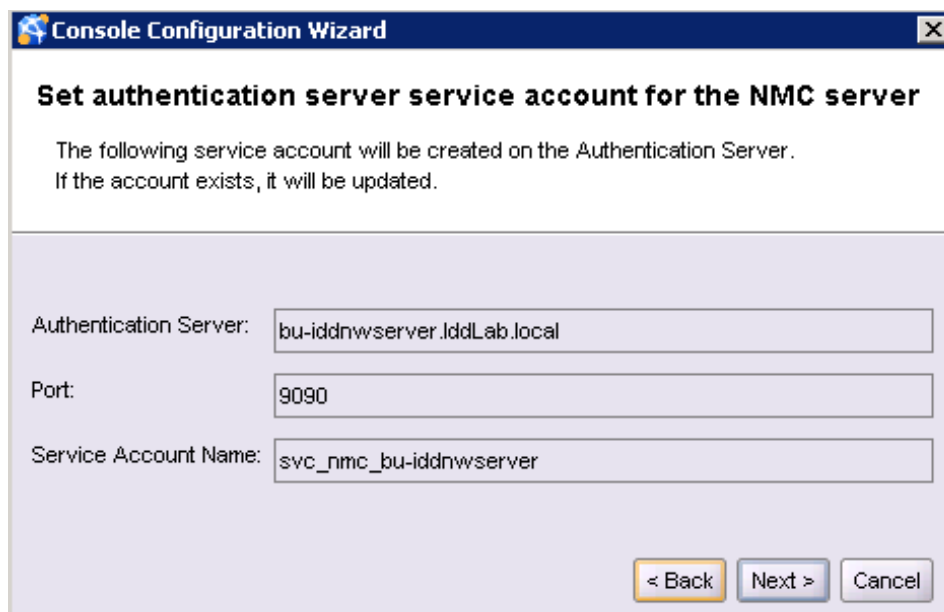 Console Configuration Wizard
Set authentication server service account for the NMC server
The following service account will be created on the Authentication Server.
If the account exists, it will be updated.
Authentication Server: bu-iddnwserver.IddLab.local
Port: 9090
Service Account Name: svc_nmc_bu-iddnwserver
< Back Next > Cancel